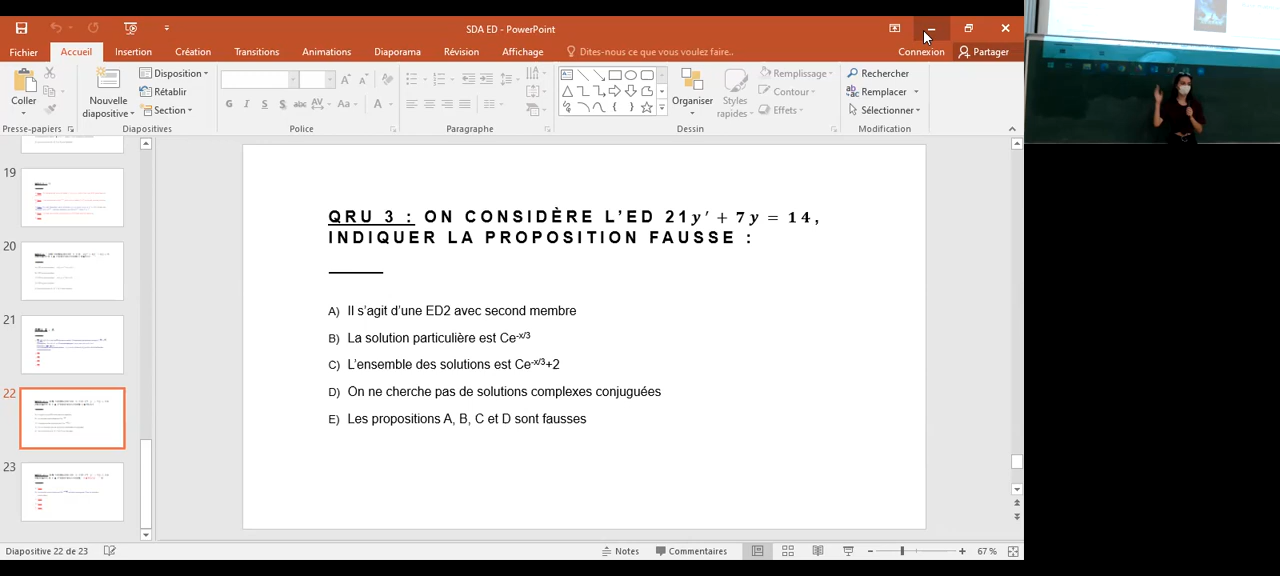 SDA ED - PowerPoint
Fichier Accueil Insertion Création Transitions Animations Diaporama Révision Affichage Dites-nous ce que vous voulez faire.. Connexion Partager
Coller
Nouvelle diapositive
Disposition
Rétablir
Section
G I S S abc AV Aa A
Organiser
Styles rapides
Remplissage
Contour
Effets
Rechercher
Remplacer
Sélectionner
Presse-papiers Diapositives Police Paragraphe Dessin Modification
19
20
21
22
23
QRU 3 : ON CONSIDÈRE L'ED 21y′ + 7y = 14,
INDIQUER LA PROPOSITION FAUSSE :
A) Il s'agit d'une ED2 avec second membre
B) La solution particulière est Ce-x/3
C) L'ensemble des solutions est Ce-x/3+2
D) On ne cherche pas de solutions complexes conjuguées
E) Les propositions A, B, C et D sont fausses
Diapositive 22 de 23 Notes Commentaires 67 %